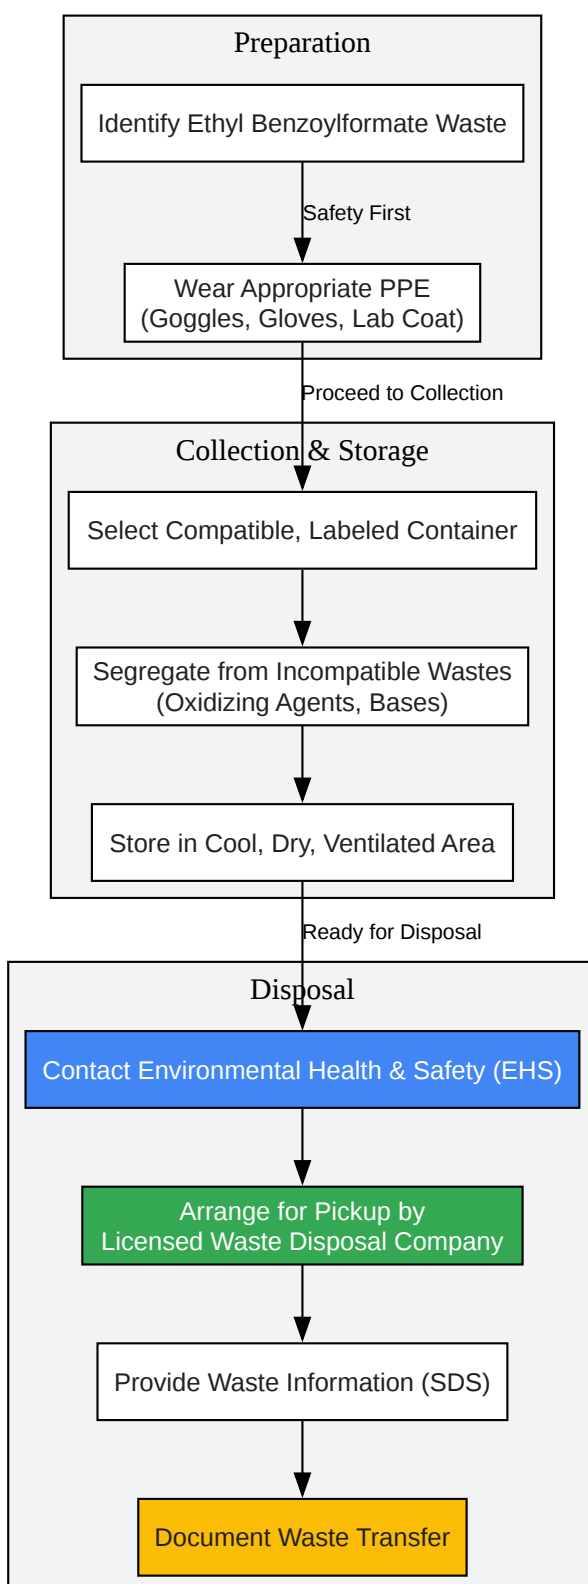 Preparation
Identify Ethyl Benzoylformate Waste
Safety First
Wear Appropriate PPE
(Goggles, Gloves, Lab Coat)
Proceed to Collection
Collection & Storage
Select Compatible, Labeled Container
Segregate from Incompatible Wastes
(Oxidizing Agents, Bases)
Store in Cool, Dry, Ventilated Area
Ready for Disposal
Disposal
Contact Environmental Health & Safety (EHS)
Arrange for Pickup by
Licensed Waste Disposal Company
Provide Waste Information (SDS)
Document Waste Transfer